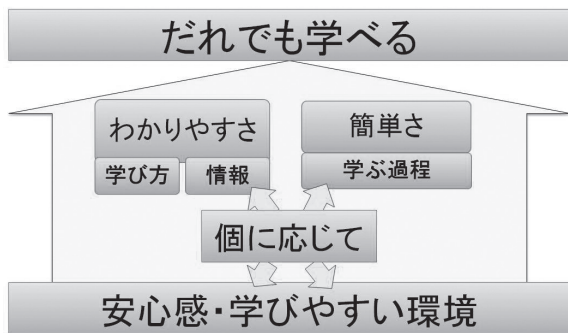 だれでも学べる
わかりやすさ
学び方
情報
簡単さ
学ぶ過程
個に応じて
安心感・学びやすい環境